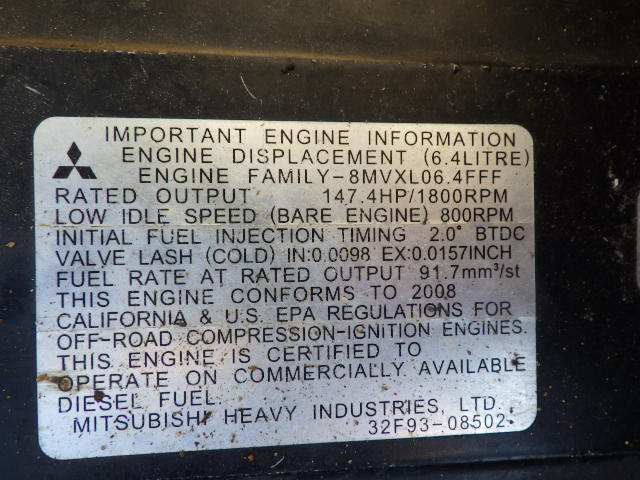 IMPORTANT ENGINE INFORMATION
ENGINE DISPLACEMENT (6.4LITRE)
ENGINE FAMILY-8MVXL06.4FFF
RATED OUTPUT 147.4HP/1800RPM
LOW IDLE SPEED (BARE ENGINE) 800RPM
INITIAL FUEL INJECTION TIMING 2.0° BTDC
VALVE LASH (COLD) IN:0.0098 EX:0.0157INCH
FUEL RATE AT RATED OUTPUT 91.7mm³/st
THIS ENGINE CONFORMS TO 2008
CALIFORNIA & U.S. EPA REGULATIONS FOR
OFF-ROAD COMPRESSION-IGNITION ENGINES.
THIS ENGINE IS CERTIFIED TO
OPERATE ON COMMERCIALLY AVAILABLE
DIESEL FUEL.
MITSUBISHI HEAVY INDUSTRIES, LTD.
32F93-08502